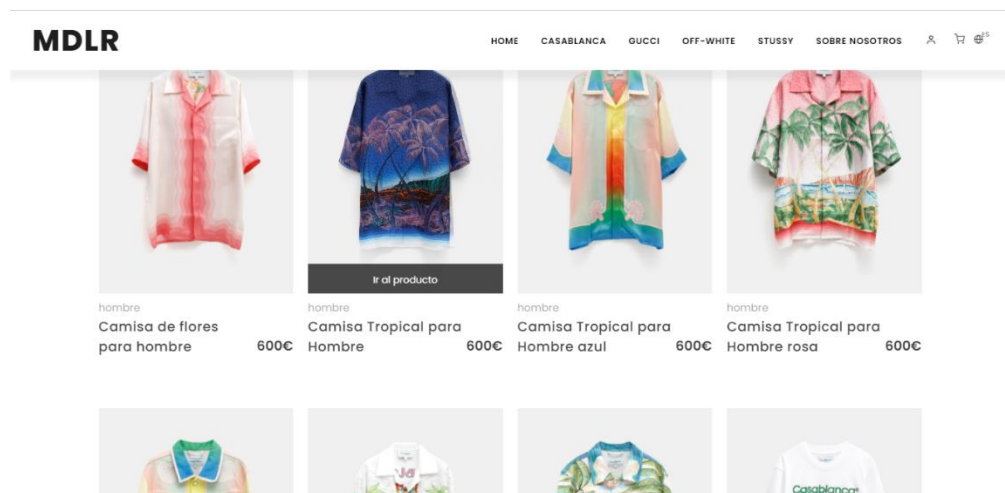 MDLR
HOME CASABLANCA GUCCI OFF-WHITE STUSSY SOBRE NOSOTROS ES
Ir al producto
hombre
Camisa de flores
para hombre 600€
hombre
Camisa Tropical para
Hombre 600€
hombre
Camisa Tropical para
Hombre azul 600€
hombre
Camisa Tropical para
Hombre rosa 600€
Casablanca